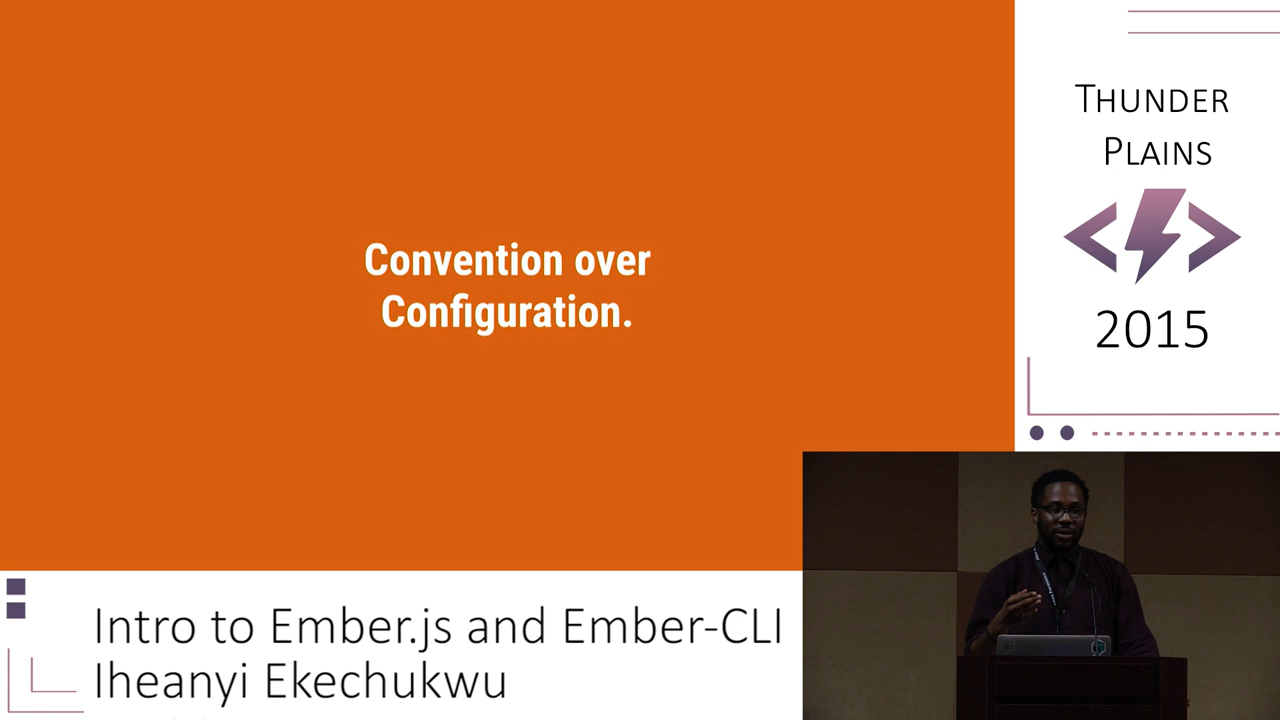 Convention over
Configuration.
THUNDER
PLAINS
2015
Intro to Ember.js and Ember-CLI
Iheanyi Ekechukwu